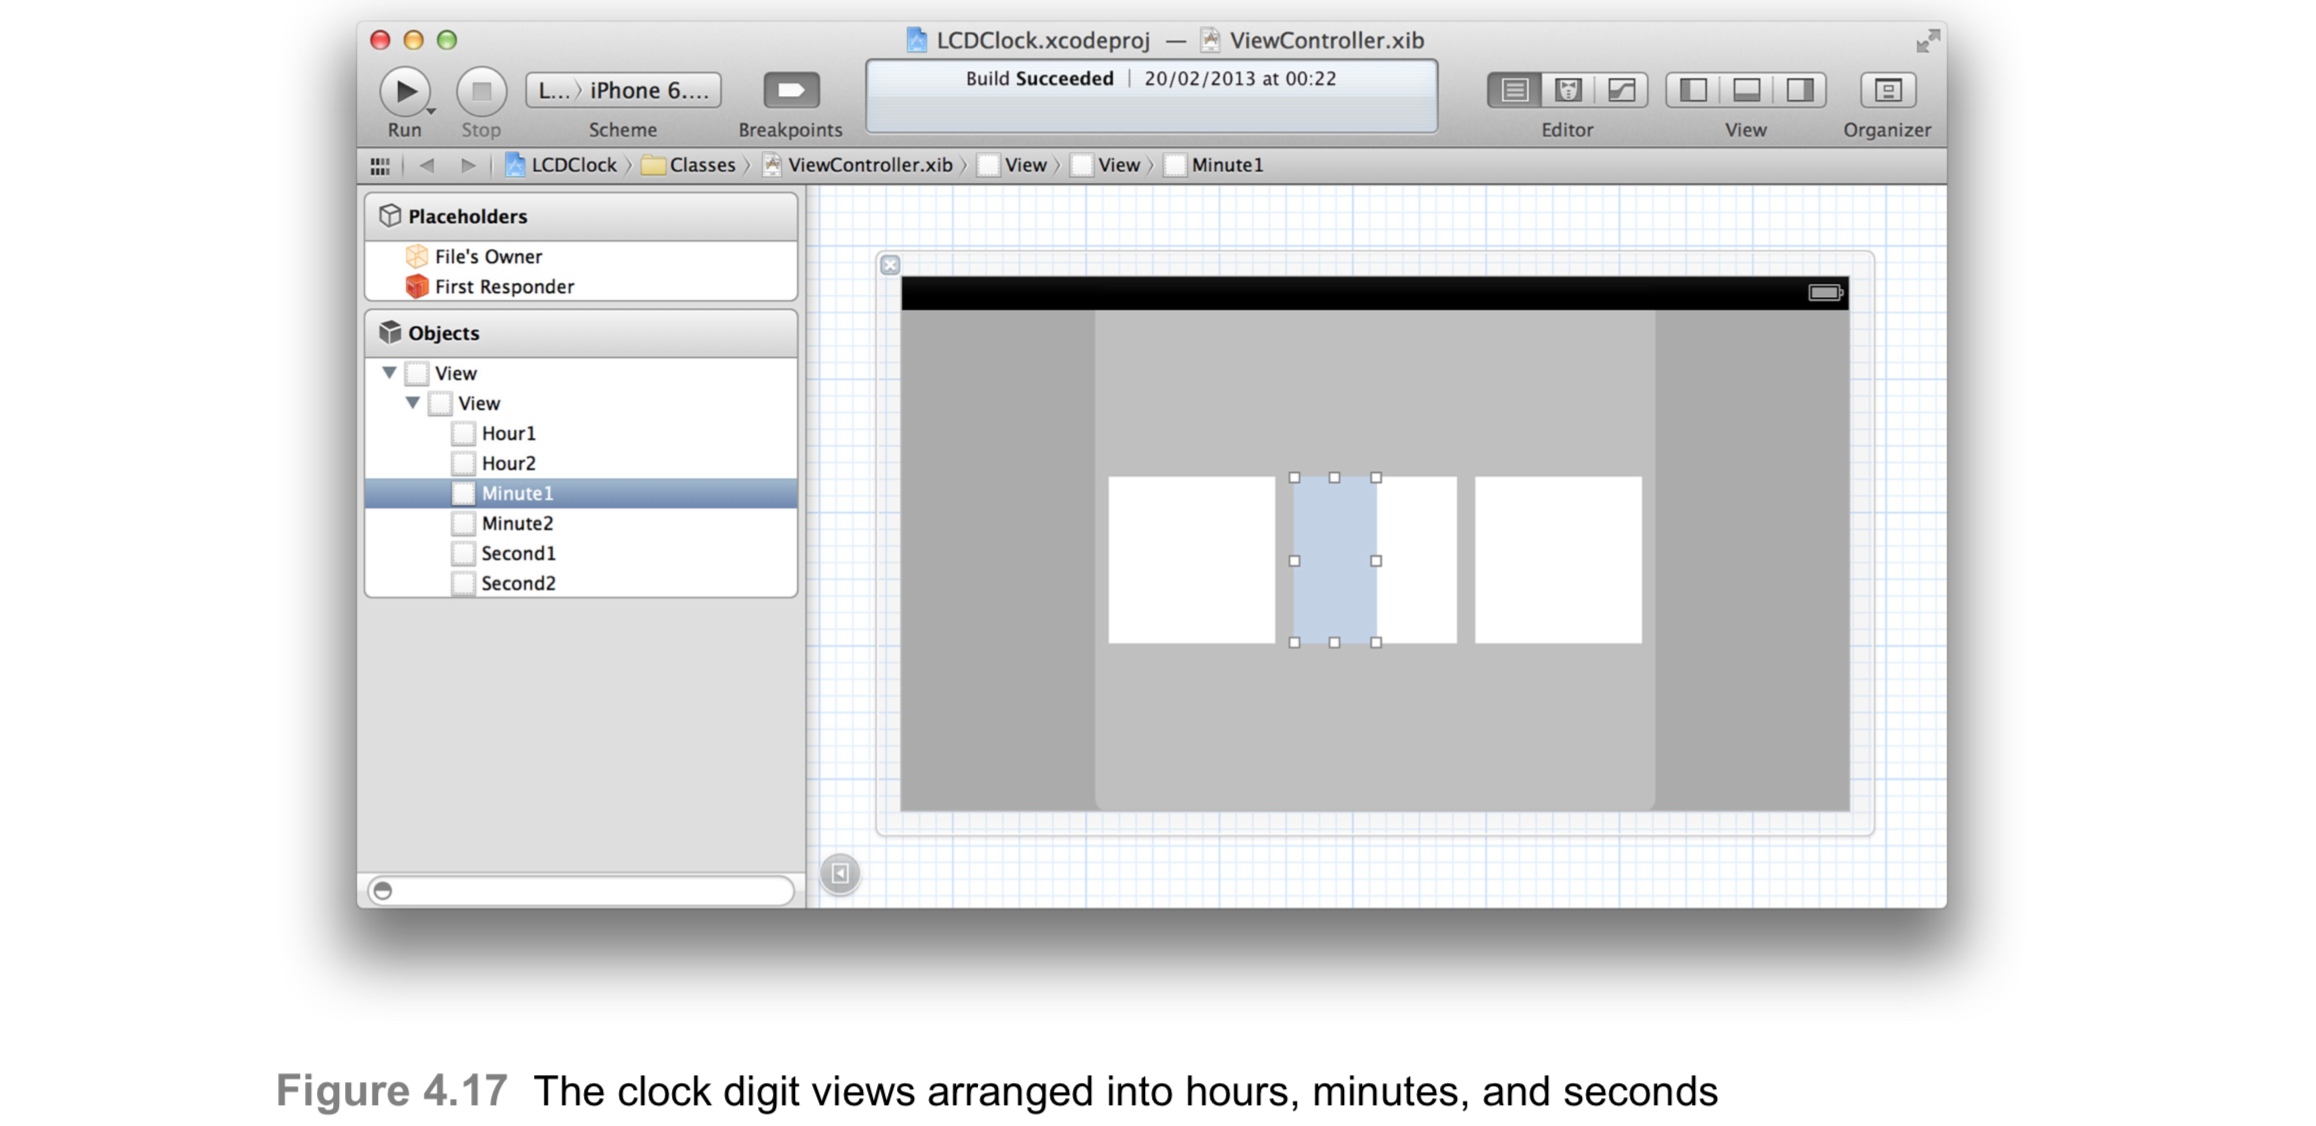 LCDClock.xcodeproj — ViewController.xib
L... 〉 iPhone 6....
Build Succeeded | 20/02/2013 at 00:22
Run
Stop
Scheme
Breakpoints
Editor
View
Organizer
LCDClock 〉 Classes 〉 ViewController.xib 〉 View 〉 View 〉 Minute1
Placeholders
File's Owner
First Responder
Objects
View
View
Hour1
Hour2
Minute1
Minute2
Second1
Second2
Figure 4.17 The clock digit views arranged into hours, minutes, and seconds